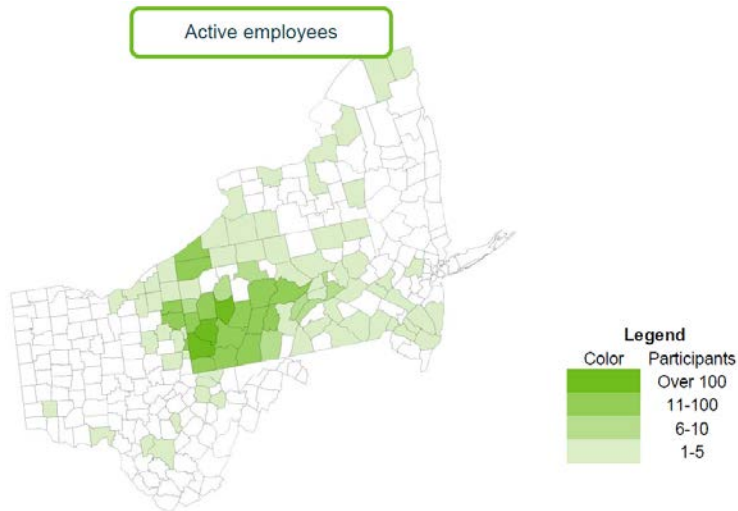 Active employees
Legend
Color Participants
Over 100
11-100
6-10
1-5